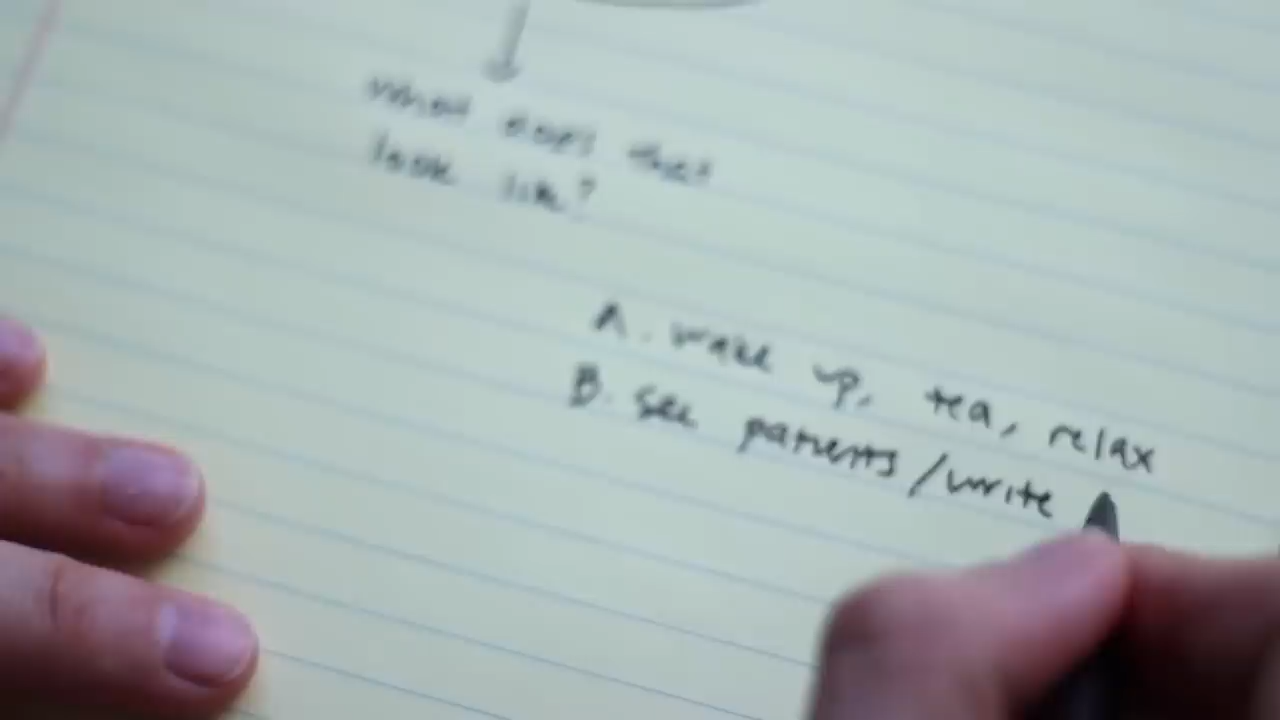 What does that
look like?
A. wake up, tea, relax
B. see patients/write